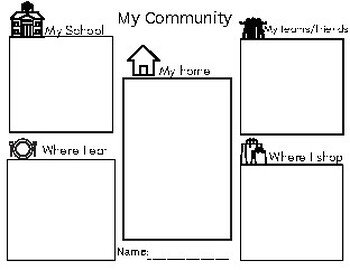 My Community
My School
My teams/friends
My home
Where I eat
Where I shop
Name: